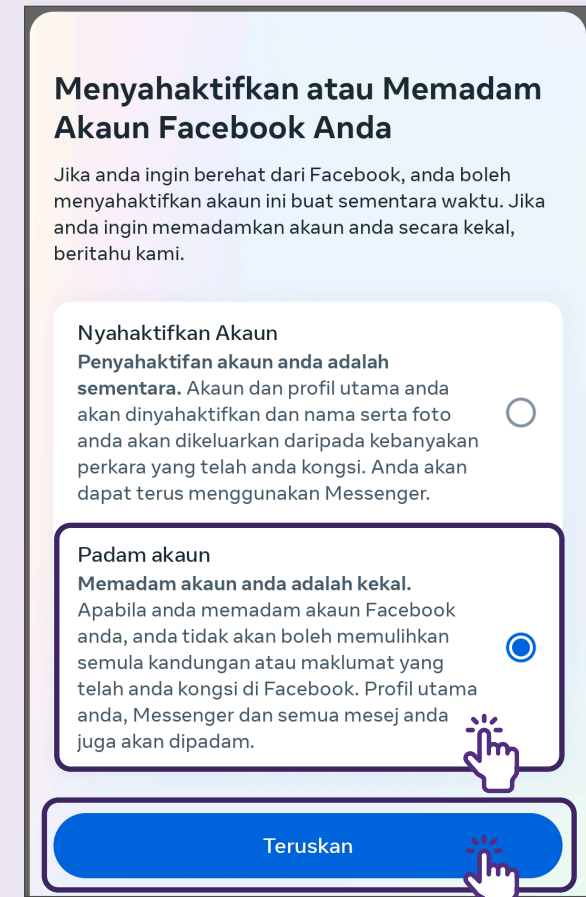 Menyahaktifkan atau Memadam
Akaun Facebook Anda
Jika anda ingin berehat dari Facebook, anda boleh
menyahaktifkan akaun ini buat sementara waktu. Jika
anda ingin memadamkan akaun anda secara kekal,
beritahu kami.
Nyahaktifkan Akaun
Penyahaktifan akaun anda adalah
sementara. Akaun dan profil utama anda
akan dinyahaktifkan dan nama serta foto
anda akan dikeluarkan daripada kebanyakan
perkara yang telah anda kongsi. Anda akan
dapat terus menggunakan Messenger.
Padam akaun
Memadam akaun anda adalah kekal.
Apabila anda memadam akaun Facebook
anda, anda tidak akan boleh memulihkan
semula kandungan atau maklumat yang
telah anda kongsi di Facebook. Profil utama
anda, Messenger dan semua mesej anda
juga akan dipadam.
Teruskan